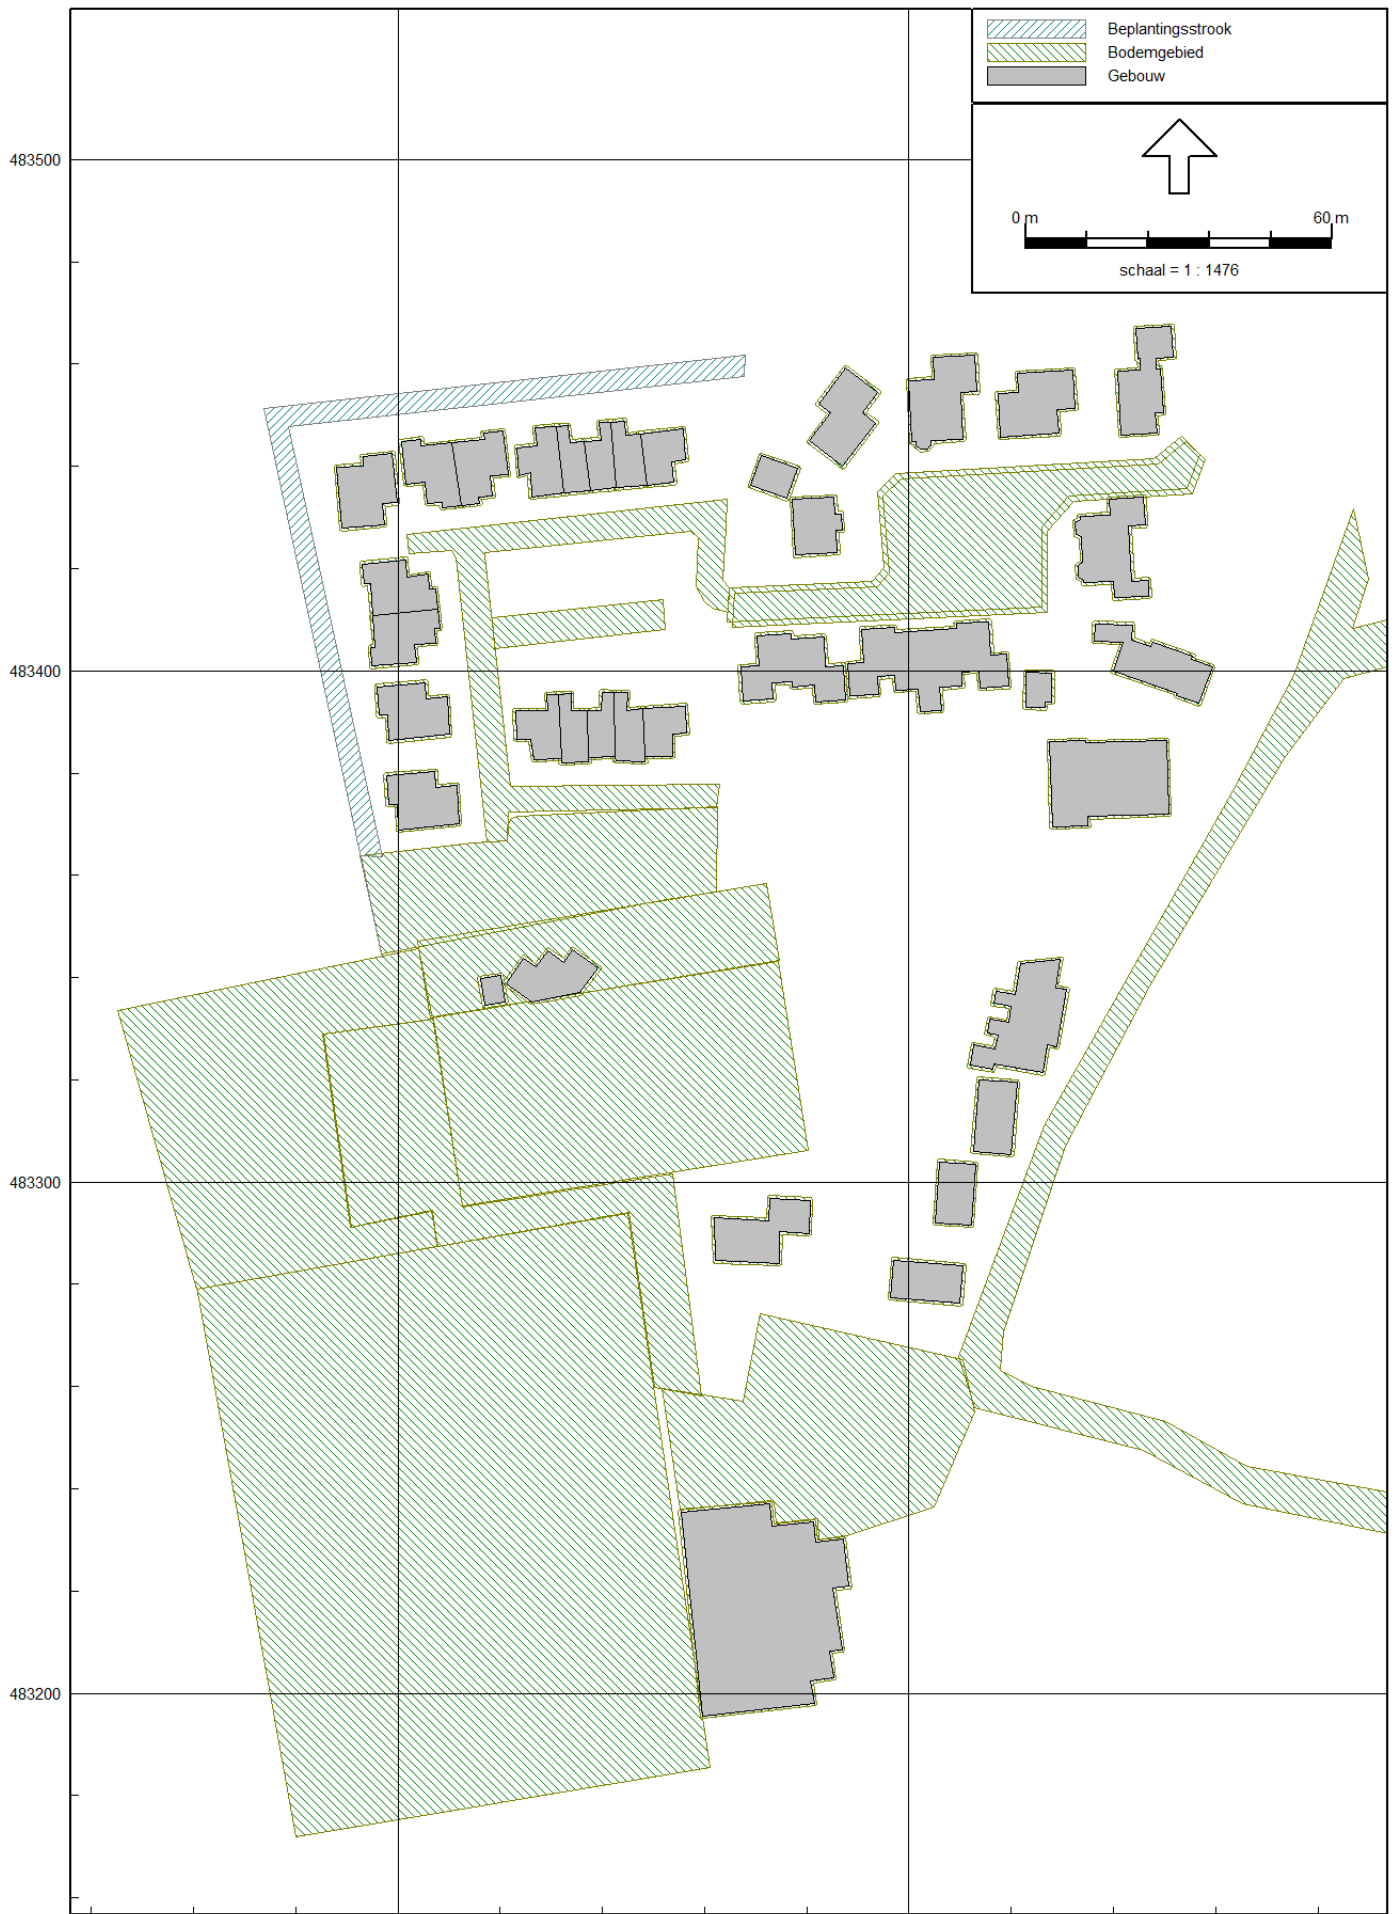 Beplantingsstrook
Bodemgebied
Gebouw
483500
0 m 60 m
schaal = 1 : 1476
483400
483300
483200